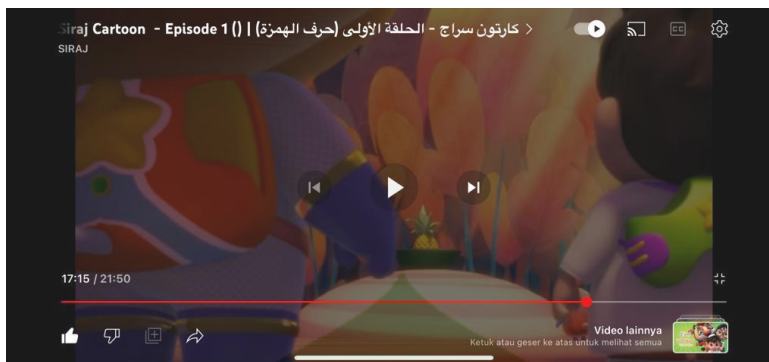 Siraj Cartoon - Episode 1 () | (حرف الهمزة) كارتون سراج - الحلقة الأولى
SIRAJ
CC
17:15 / 21:50
Video lainnya
Ketuk atau geser ke atas untuk melihat semua